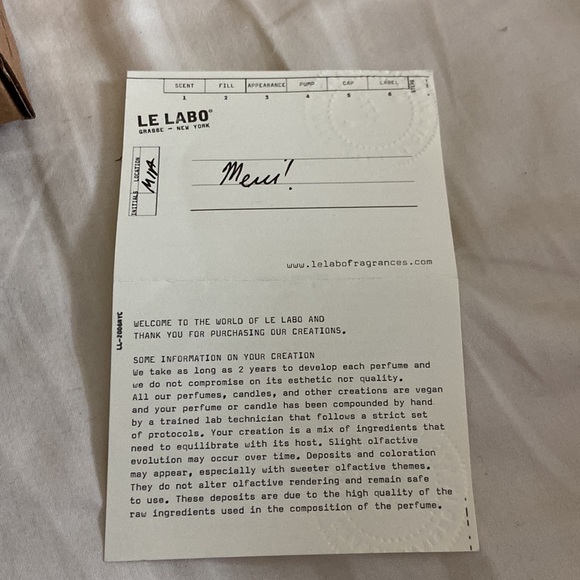 SCENT FILL APPEARANCE PUMP CAP LABEL
1 2 3 4 5 6
LE LABO®
GRASSE — NEW YORK
INITIALS LOCATION
Merci!
www.lelabofragrances.com
WELCOME TO THE WORLD OF LE LABO AND
THANK YOU FOR PURCHASING OUR CREATIONS.
SOME INFORMATION ON YOUR CREATION
We take as long as 2 years to develop each perfume and
we do not compromise on its esthetic nor quality.
All our perfumes, candles, and other creations are vegan
and your perfume or candle has been compounded by hand
by a trained lab technician that follows a strict set
of protocols. Your creation is a mix of ingredients that
need to equilibrate with its host. Slight olfactive
evolution may occur over time. Deposits and coloration
may appear, especially with sweeter olfactive themes.
They do not alter olfactive rendering and remain safe
to use. These deposits are due to the high quality of the
raw ingredients used in the composition of the perfume.